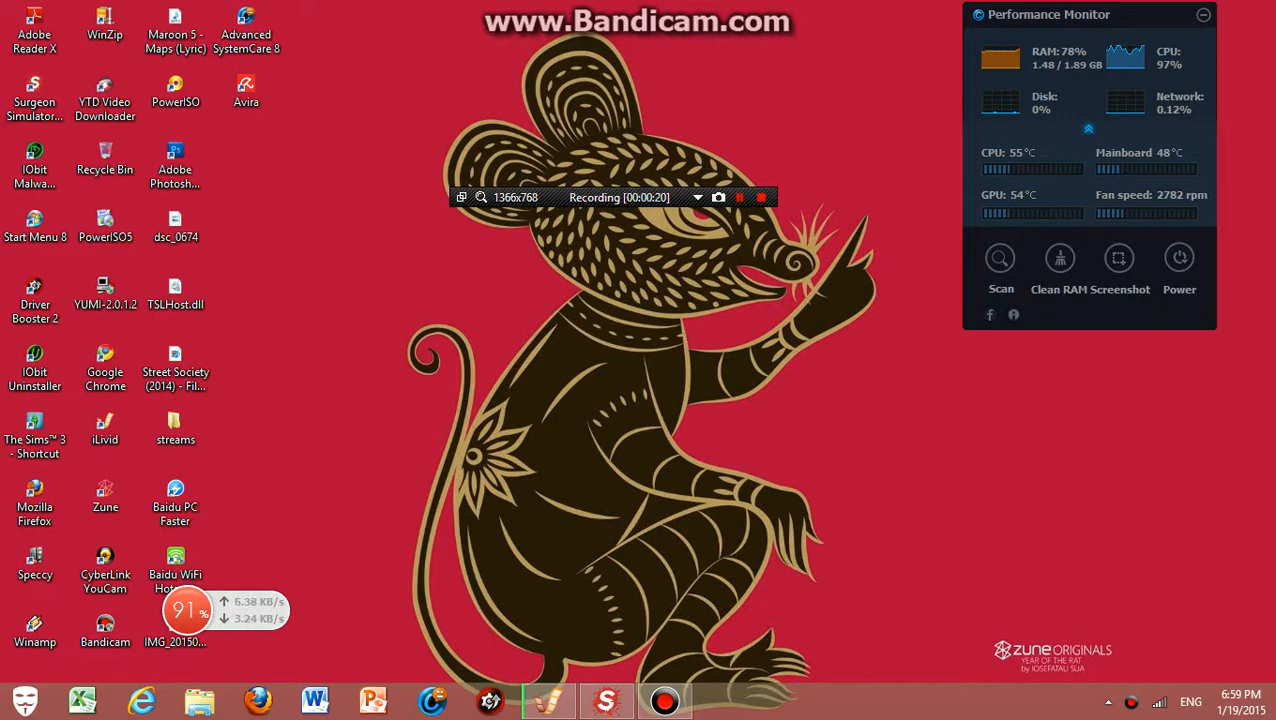 www.Bandicam.com
Adobe Reader X
WinZip
Maroon 5 - Maps (Lyric)
Advanced SystemCare 8
Surgeon Simulator...
YTD Video Downloader
PowerISO
Avira
IObit Malwa...
Recycle Bin
Adobe Photosh...
Start Menu 8
PowerISO5
dsc_0674
Driver Booster 2
YUMI-2.0.1.2
TSLHost.dll
IObit Uninstaller
Google Chrome
Street Society (2014) - Fil...
The Sims™ 3 - Shortcut
iLivid
streams
Mozilla Firefox
Zune
Baidu PC Faster
Speccy
CyberLink YouCam
Baidu WiFi
Winamp
Bandicam
IMG_20150...
91%
6.38 KB/s
3.24 KB/s
1366x768
Recording [00:00:20]
Performance Monitor
RAM: 78%
1.48 / 1.89 GB
CPU:
97%
Disk:
0%
Network:
0.12%
CPU: 55°C
Mainboard 48°C
GPU: 54°C
Fan speed: 2782 rpm
Scan
Clean RAM
Screenshot
Power
zune ORIGINALS
YEAR OF THE RAT
by IOSEFATAU SUA
ENG
6:59 PM
1/19/2015